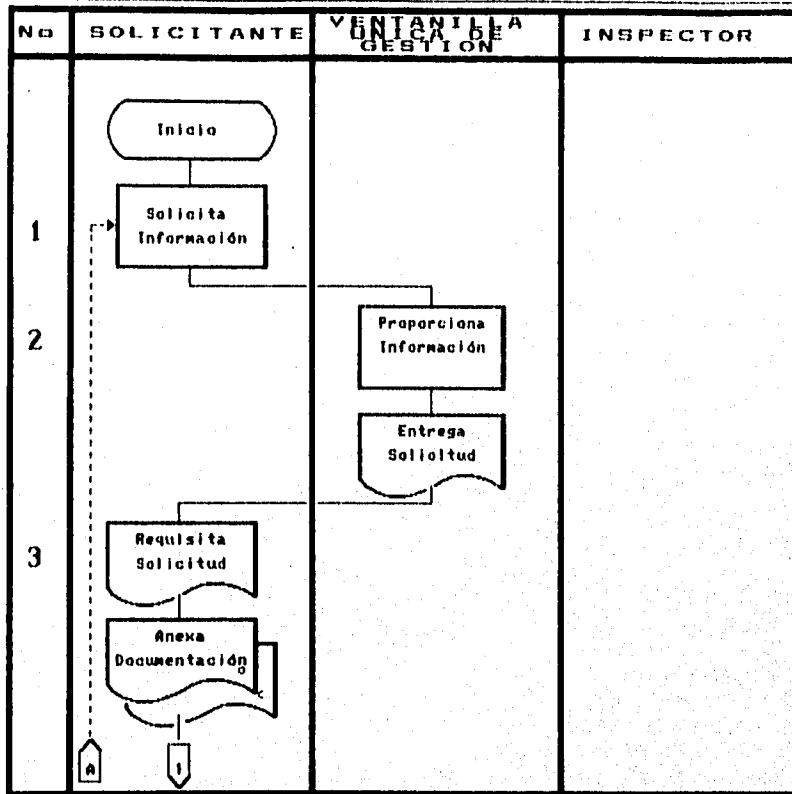 No
SOLICITANTE
VENTANILLA
ÚNICA DE
GESTION
INSPECTOR
Inicio
1
Solicita
Información
2
Proporciona
Información
Entrega
Solicitud
3
Requisita
Solicitud
Anexa
Documentación
o
c
A
1